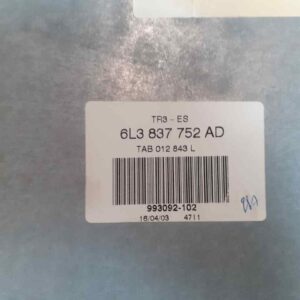 TR3 - ES
6L3 837 752 AD
TAB 012 843 L
993092-102
16/04/03 4711